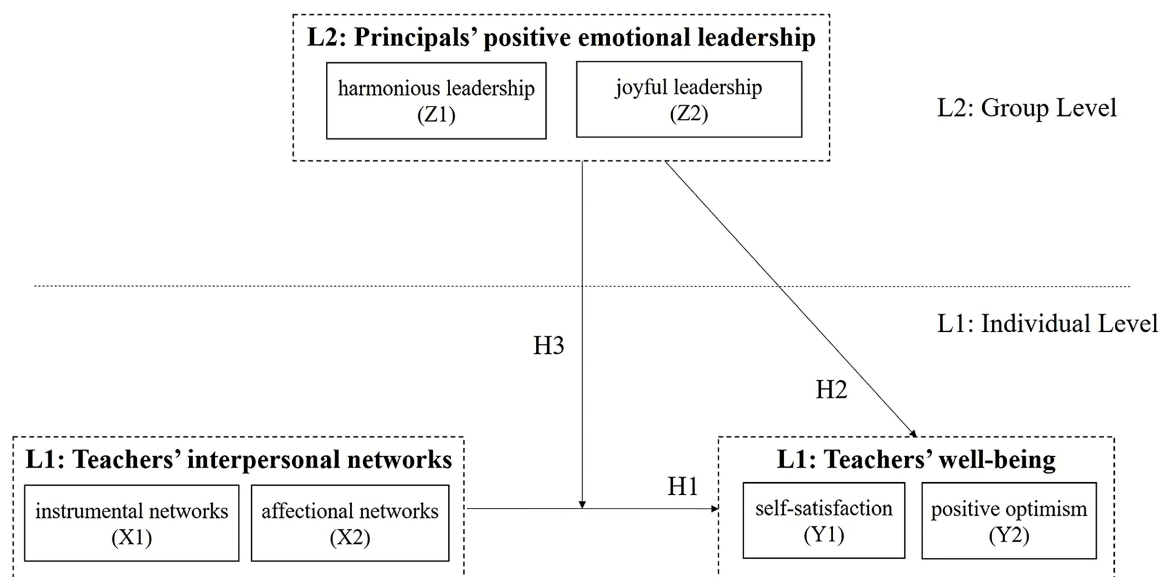 L2: Principals’ positive emotional leadership
harmonious leadership
(Z1)
joyful leadership
(Z2)
L2: Group Level
L1: Individual Level
H3
H2
L1: Teachers’ interpersonal networks
instrumental networks
(X1)
affectional networks
(X2)
H1
L1: Teachers’ well-being
self-satisfaction
(Y1)
positive optimism
(Y2)